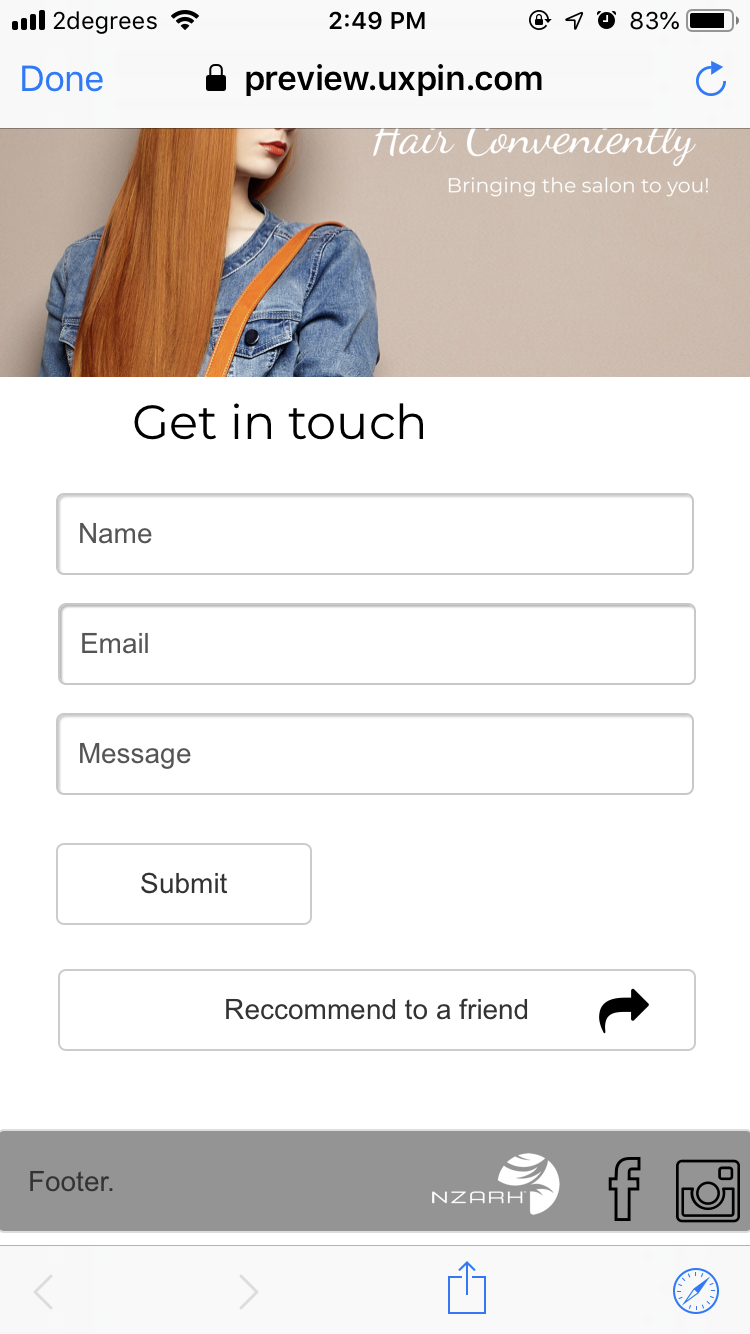 2degrees 2:49 PM 83%
Done preview.uxpin.com
Hair Conveniently
Bringing the salon to you!
Get in touch
Name
Email
Message
Submit
Reccommend to a friend
Footer.
NZARH